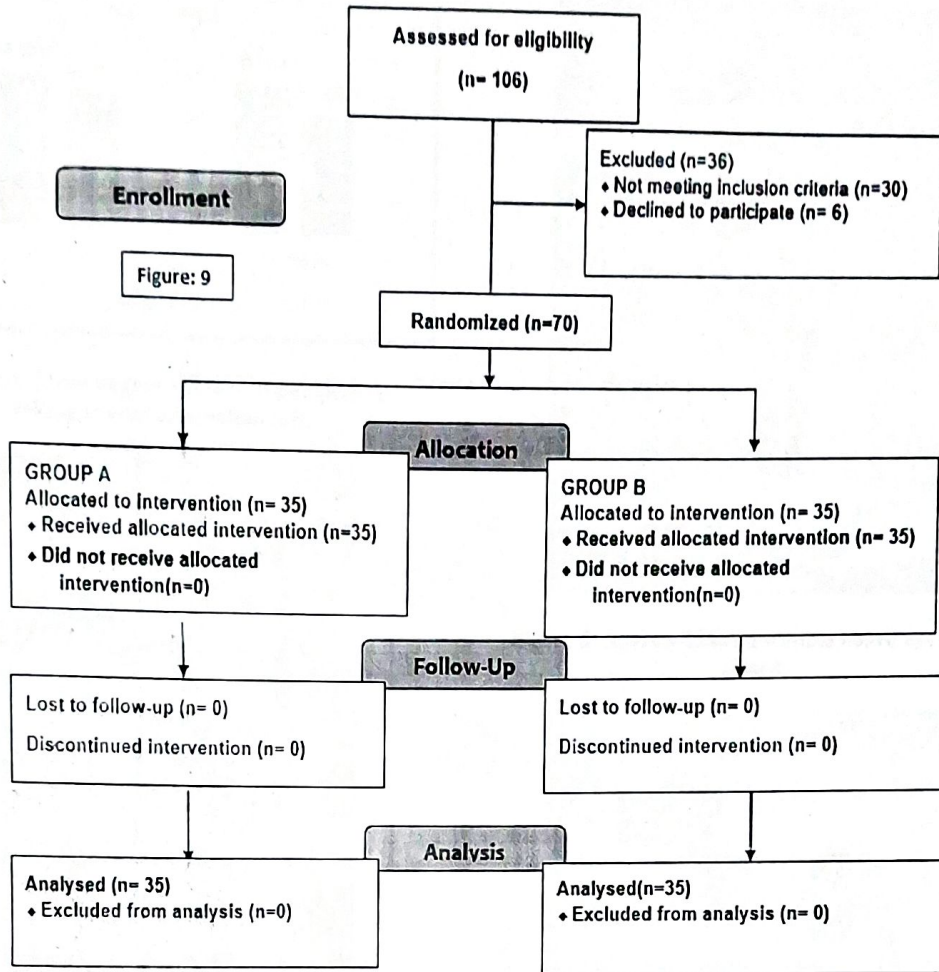 Assessed for eligibility
(n= 106)
Excluded (n=36)
♦ Not meeting inclusion criteria (n=30)
♦ Declined to participate (n= 6)
Enrollment
Figure: 9
Randomized (n=70)
Allocation
GROUP A
Allocated to intervention (n= 35)
♦ Received allocated intervention (n=35)
♦ Did not receive allocated
intervention(n=0)
GROUP B
Allocated to intervention (n= 35)
♦ Received allocated intervention (n= 35)
♦ Did not receive allocated
intervention(n=0)
Follow-Up
Lost to follow-up (n= 0)
Discontinued intervention (n= 0)
Lost to follow-up (n= 0)
Discontinued intervention (n= 0)
Analysis
Analysed (n= 35)
♦ Excluded from analysis (n=0)
Analysed(n=35)
♦ Excluded from analysis (n= 0)